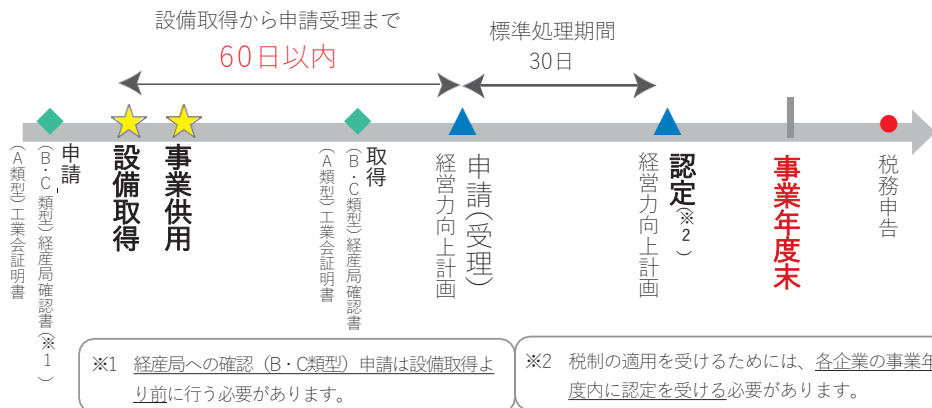 設備取得から申請受理まで
60日以内
標準処理期間
30日
申請
(B・C類型)経産局確認書(※1)
(A類型)工業会証明書
設備取得
事業供用
取得
(B・C類型)経産局確認書
(A類型)工業会証明書
申請(受理)
経営力向上計画
認定(※2)
経営力向上計画
事業年度末
税務申告
※1 経産局への確認（B・C類型）申請は設備取得よ
り前に行う必要があります。
※2 税制の適用を受けるためには、各企業の事業年
度内に認定を受ける必要があります。